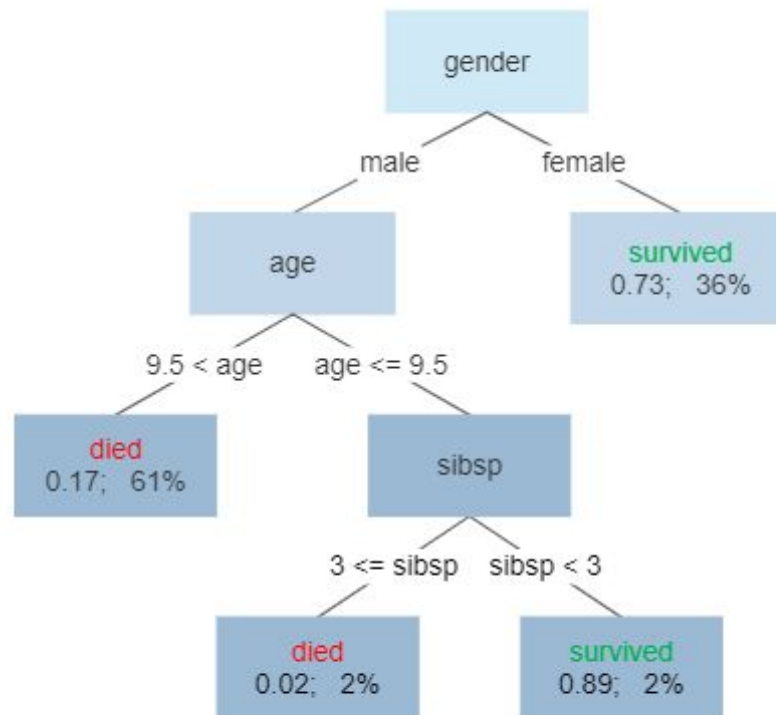 gender
male
female
age
survived
0.73; 36%
9.5 < age
age <= 9.5
died
0.17; 61%
sibsp
3 <= sibsp
sibsp < 3
died
0.02; 2%
survived
0.89; 2%